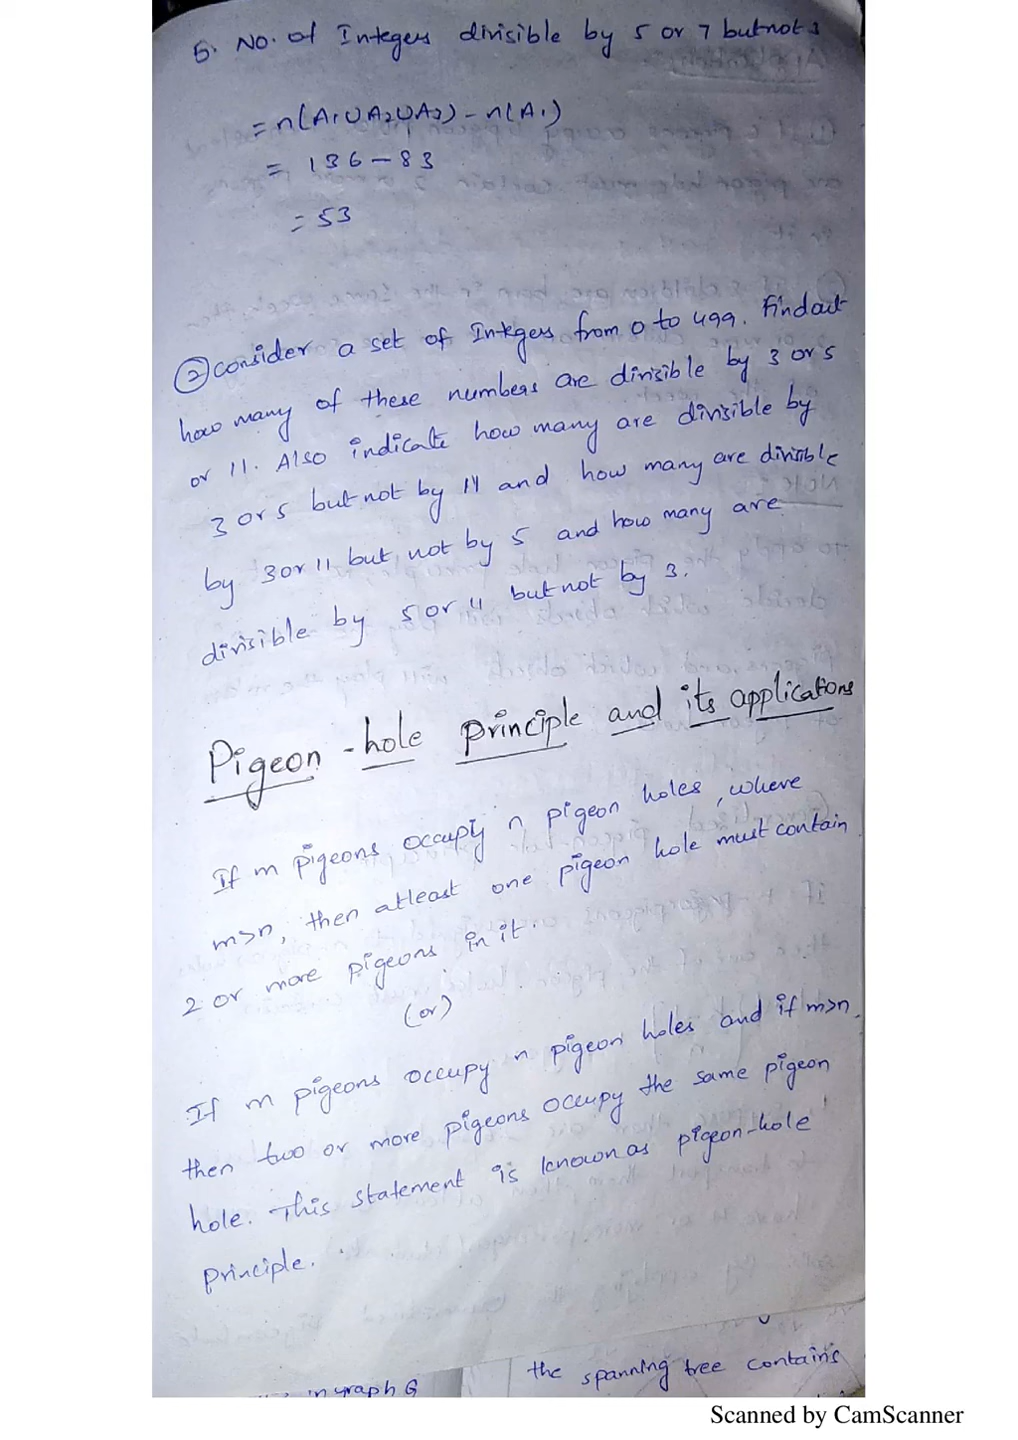 5. No. of Integers divisible by 5 or 7 but not 3
= n(A₁∪A₂∪A₃) - n(A₁)
= 136 - 83
= 53
② consider a set of Integers from 0 to 499. Find out
how many of these numbers are divisible by 3 or 5
or 11. Also indicate how many are divisible by
3 or 5 but not by 11 and how many are divisible
by 3 or 11 but not by 5 and how many are
divisible by 5 or 11 but not by 3.
Pigeon-hole principle and its applications
If m pigeons occupy n pigeon holes, where
m>n, then atleast one pigeon hole must contain
2 or more pigeons in it.
(or)
If m pigeons occupy n pigeon holes and if m>n
then two or more pigeons occupy the same pigeon
hole. This statement is known as pigeon-hole
principle.
in graph G
the spanning tree contains
Scanned by CamScanner